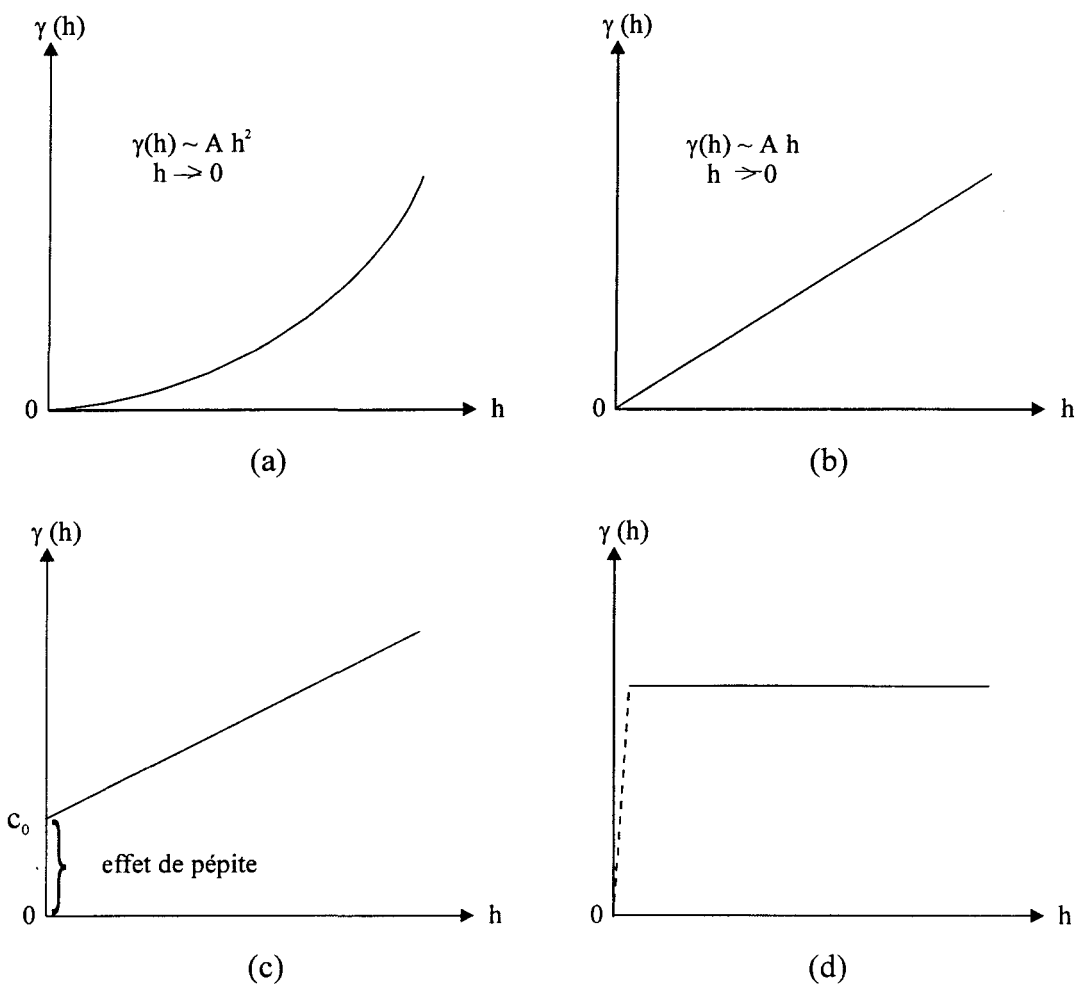 γ (h)
γ(h) ~ A h²
h → 0
0
h
(a)
γ (h)
γ(h) ~ A h
h → 0
0
h
(b)
γ (h)
c₀
effet de pépite
0
h
(c)
γ (h)
0
h
(d)